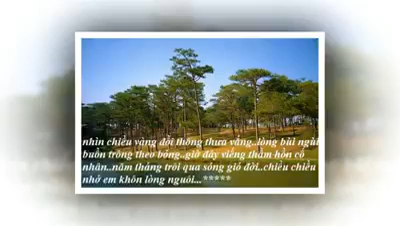 nhìn chiều vàng đồi thông thưa vắng..lòng bùi ngùi
buồn trông theo bóng..giờ đây viếng thăm hồn cố
nhân..năm tháng trôi qua sóng gió đời..chiều chiều
nhớ em khôn lòng nguôi...*****